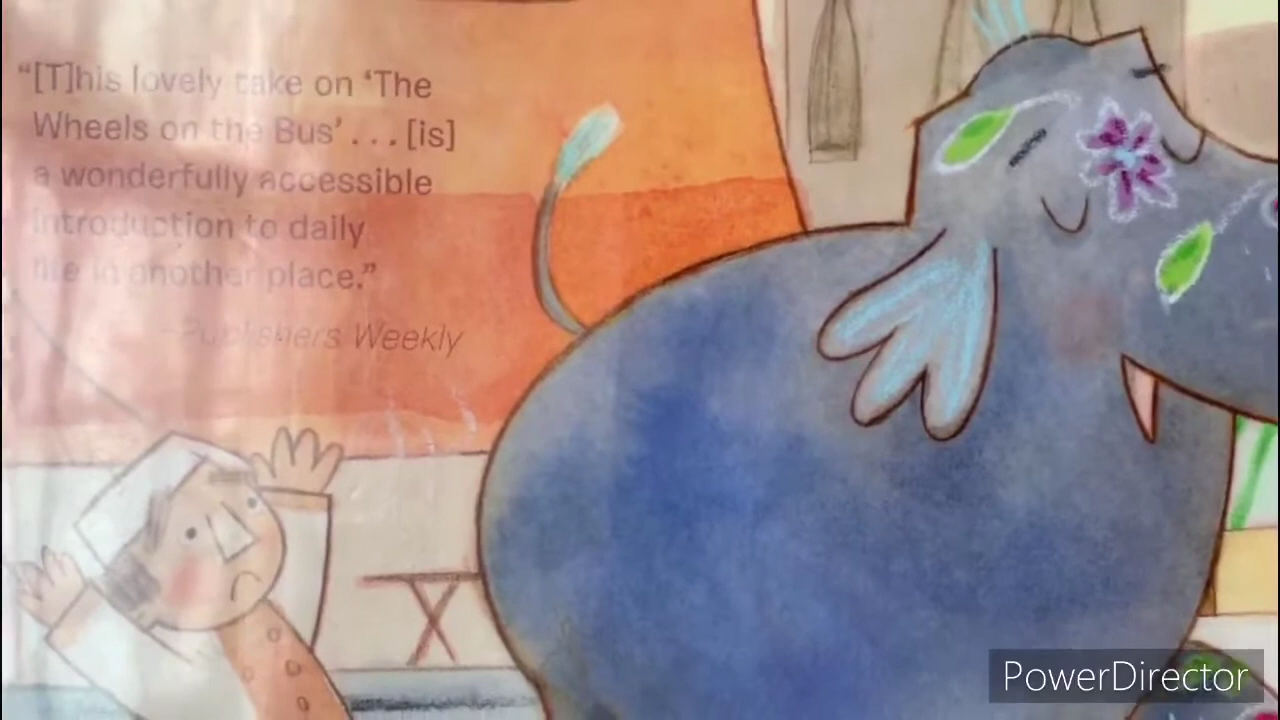 “[T]his lovely take on ‘The
Wheels on the Bus’ . . . [is]
a wonderfully accessible
introduction to daily
life in another place.”
—Publishers Weekly
PowerDirector